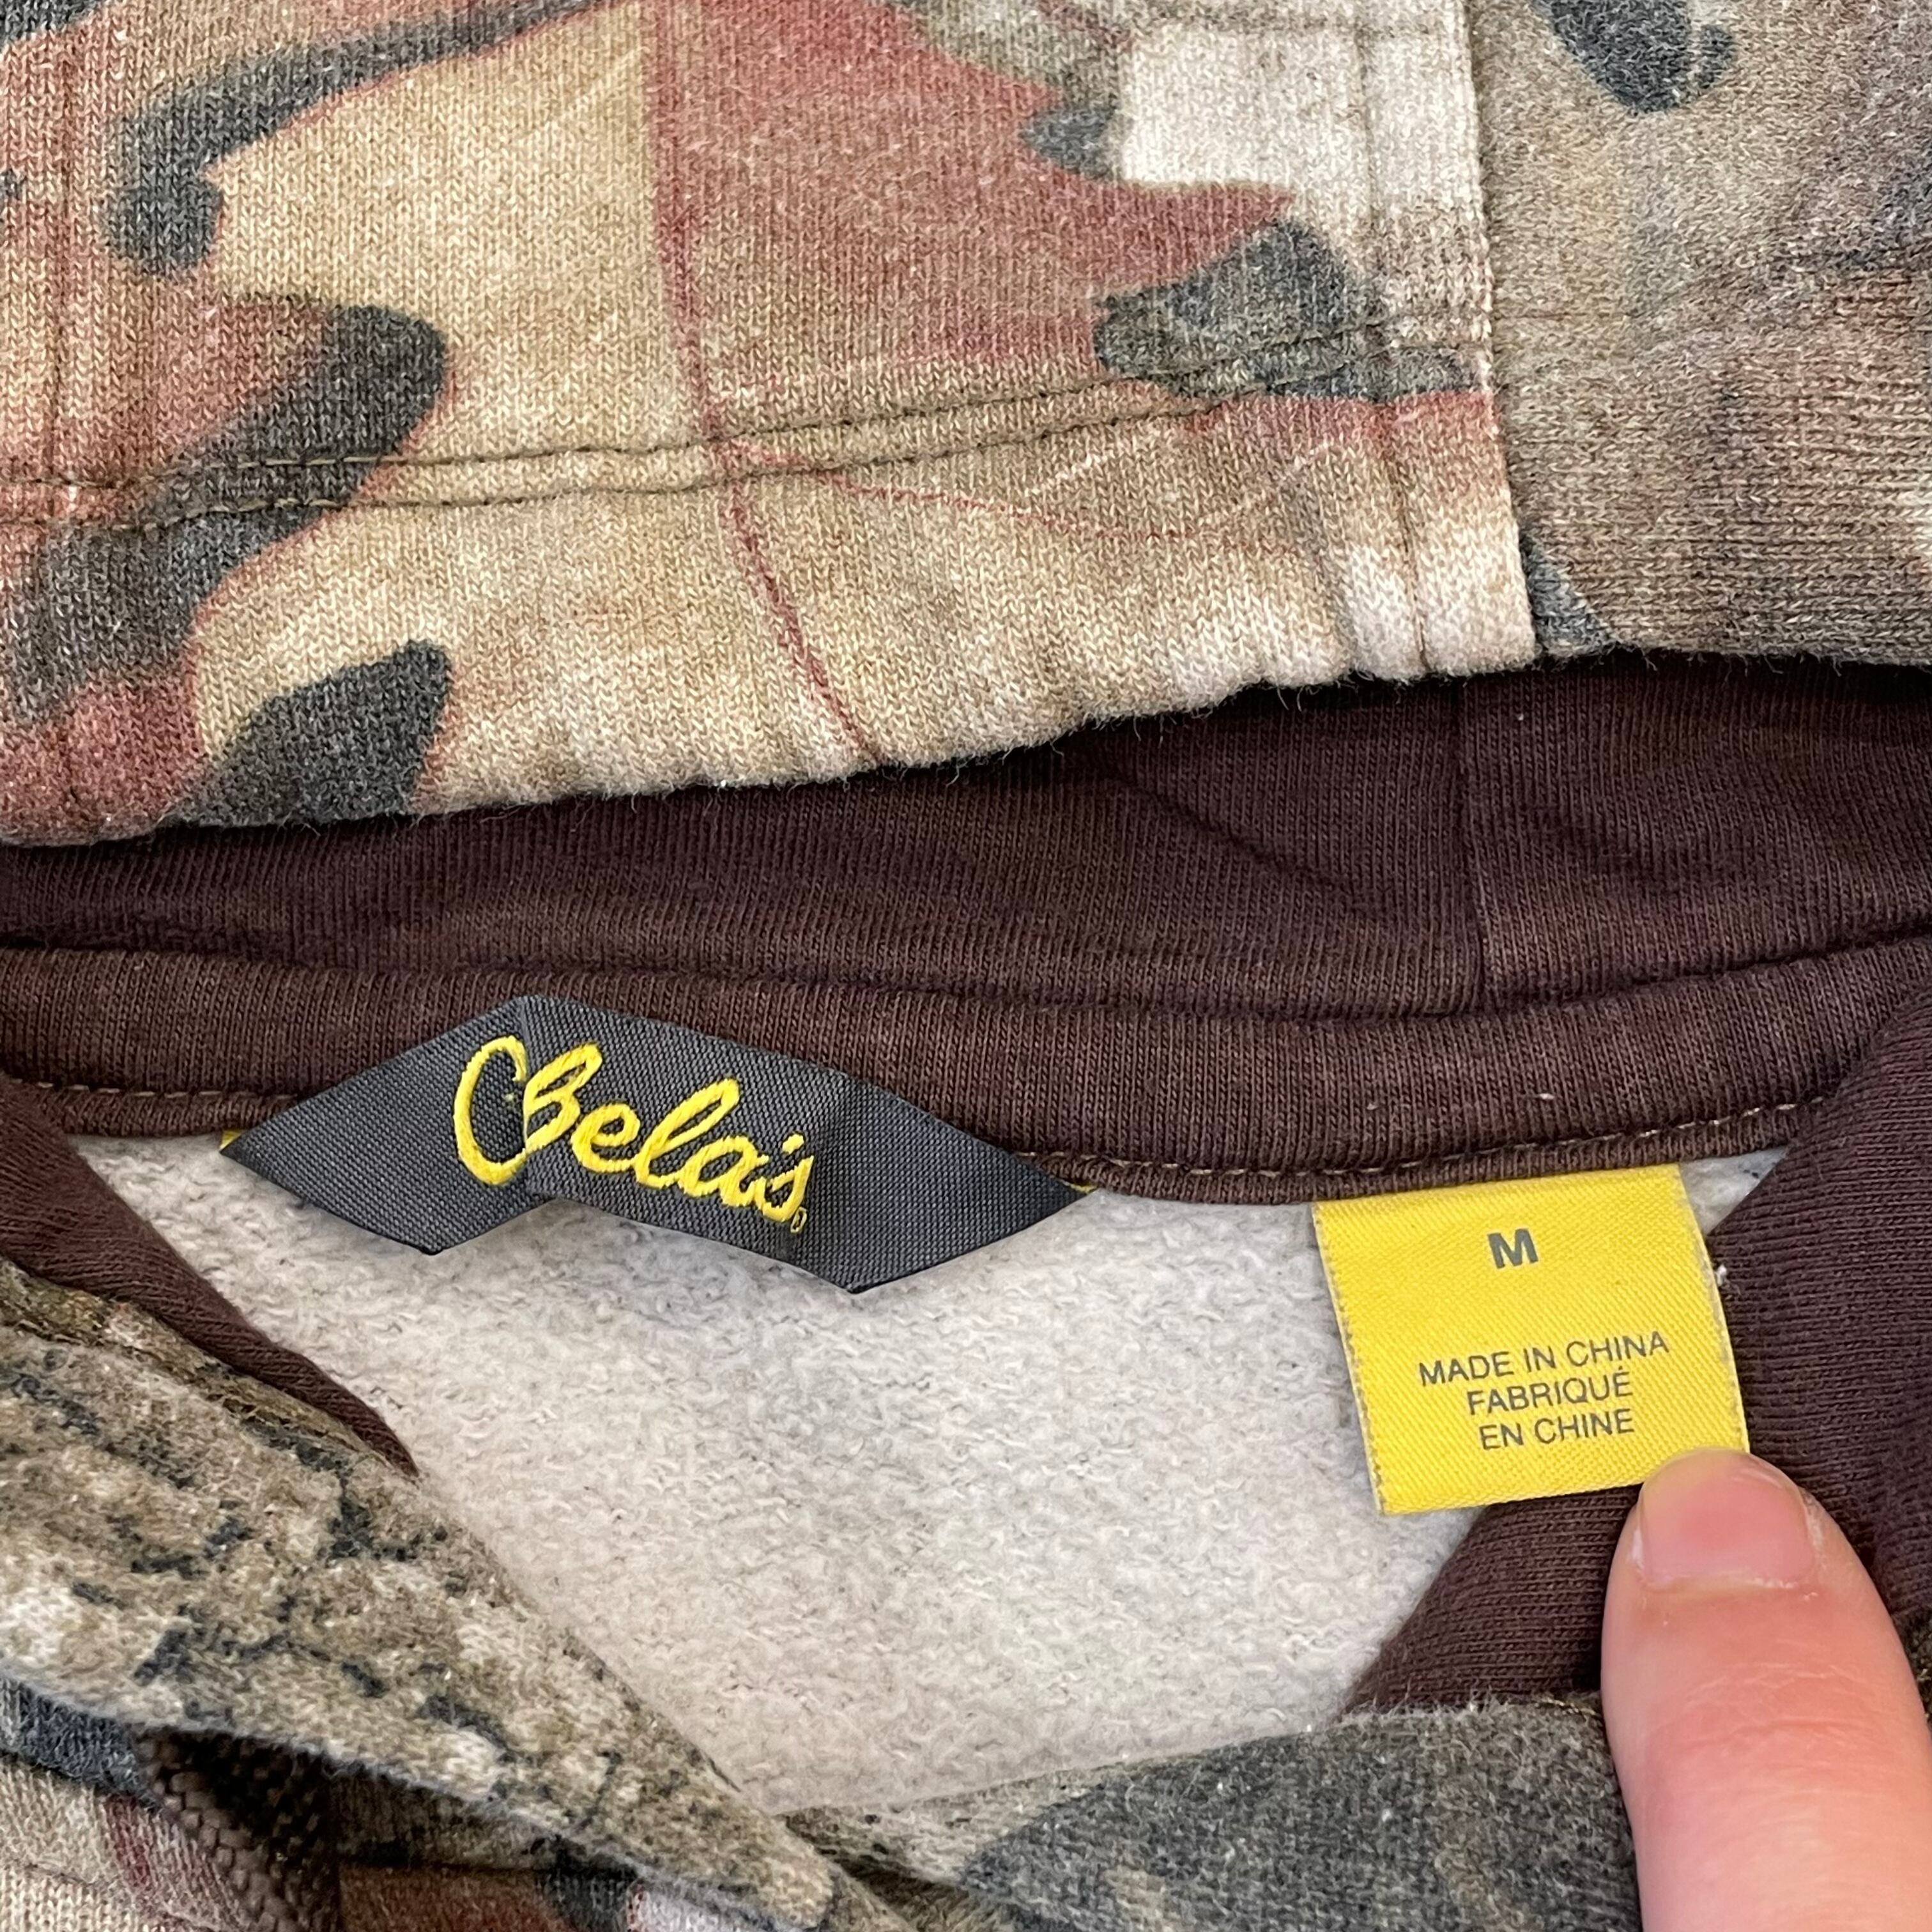 Cabela's
M
MADE IN CHINA
FABRIQUÉ
EN CHINE